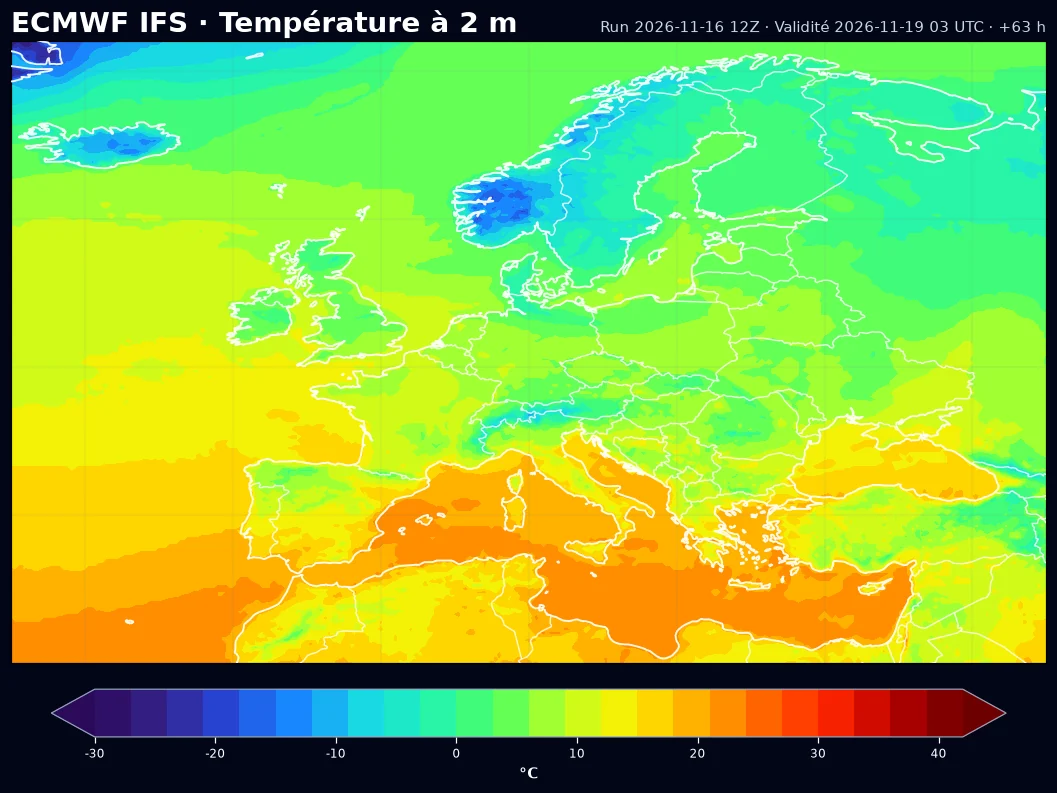 ECMWF IFS · Température à 2 m
Run 2026-11-16 12Z · Validité 2026-11-19 03 UTC · +63 h
-30 -20 -10 0 10 20 30 40
°C